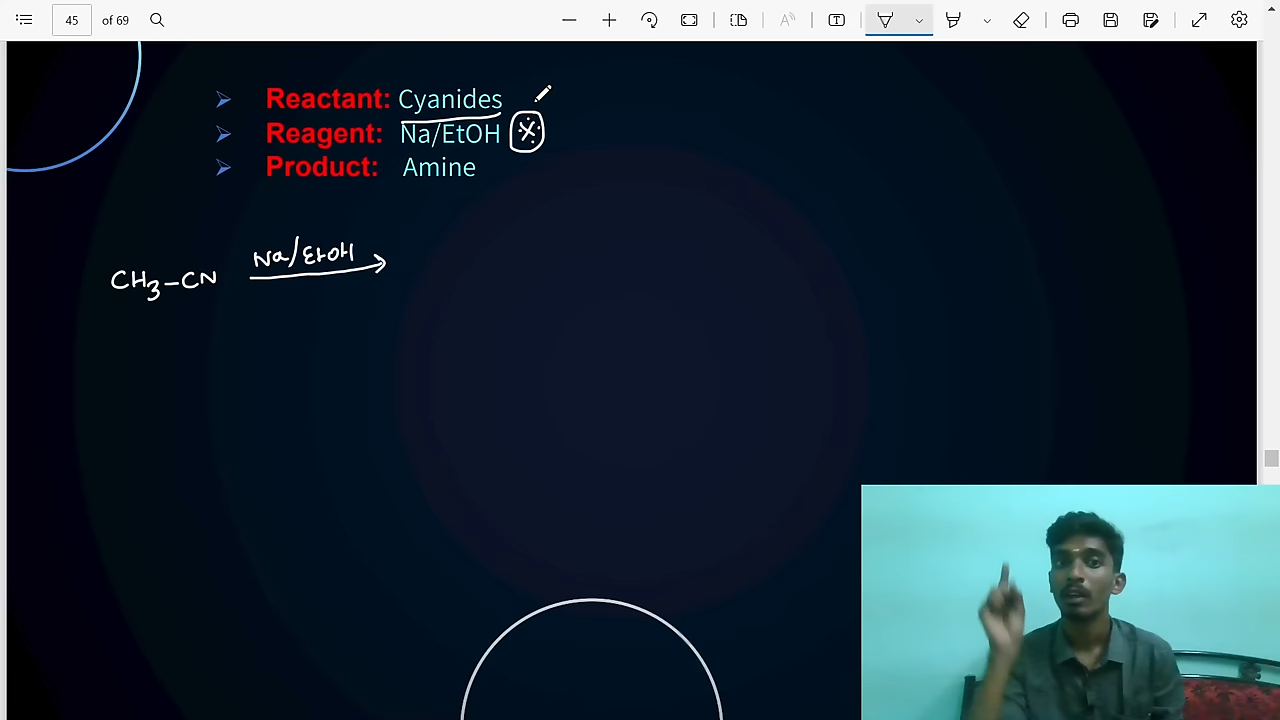 45 of 69
Reactant: Cyanides
Reagent: Na/EtOH
Product: Amine
Na/EtOH
CH3-CN